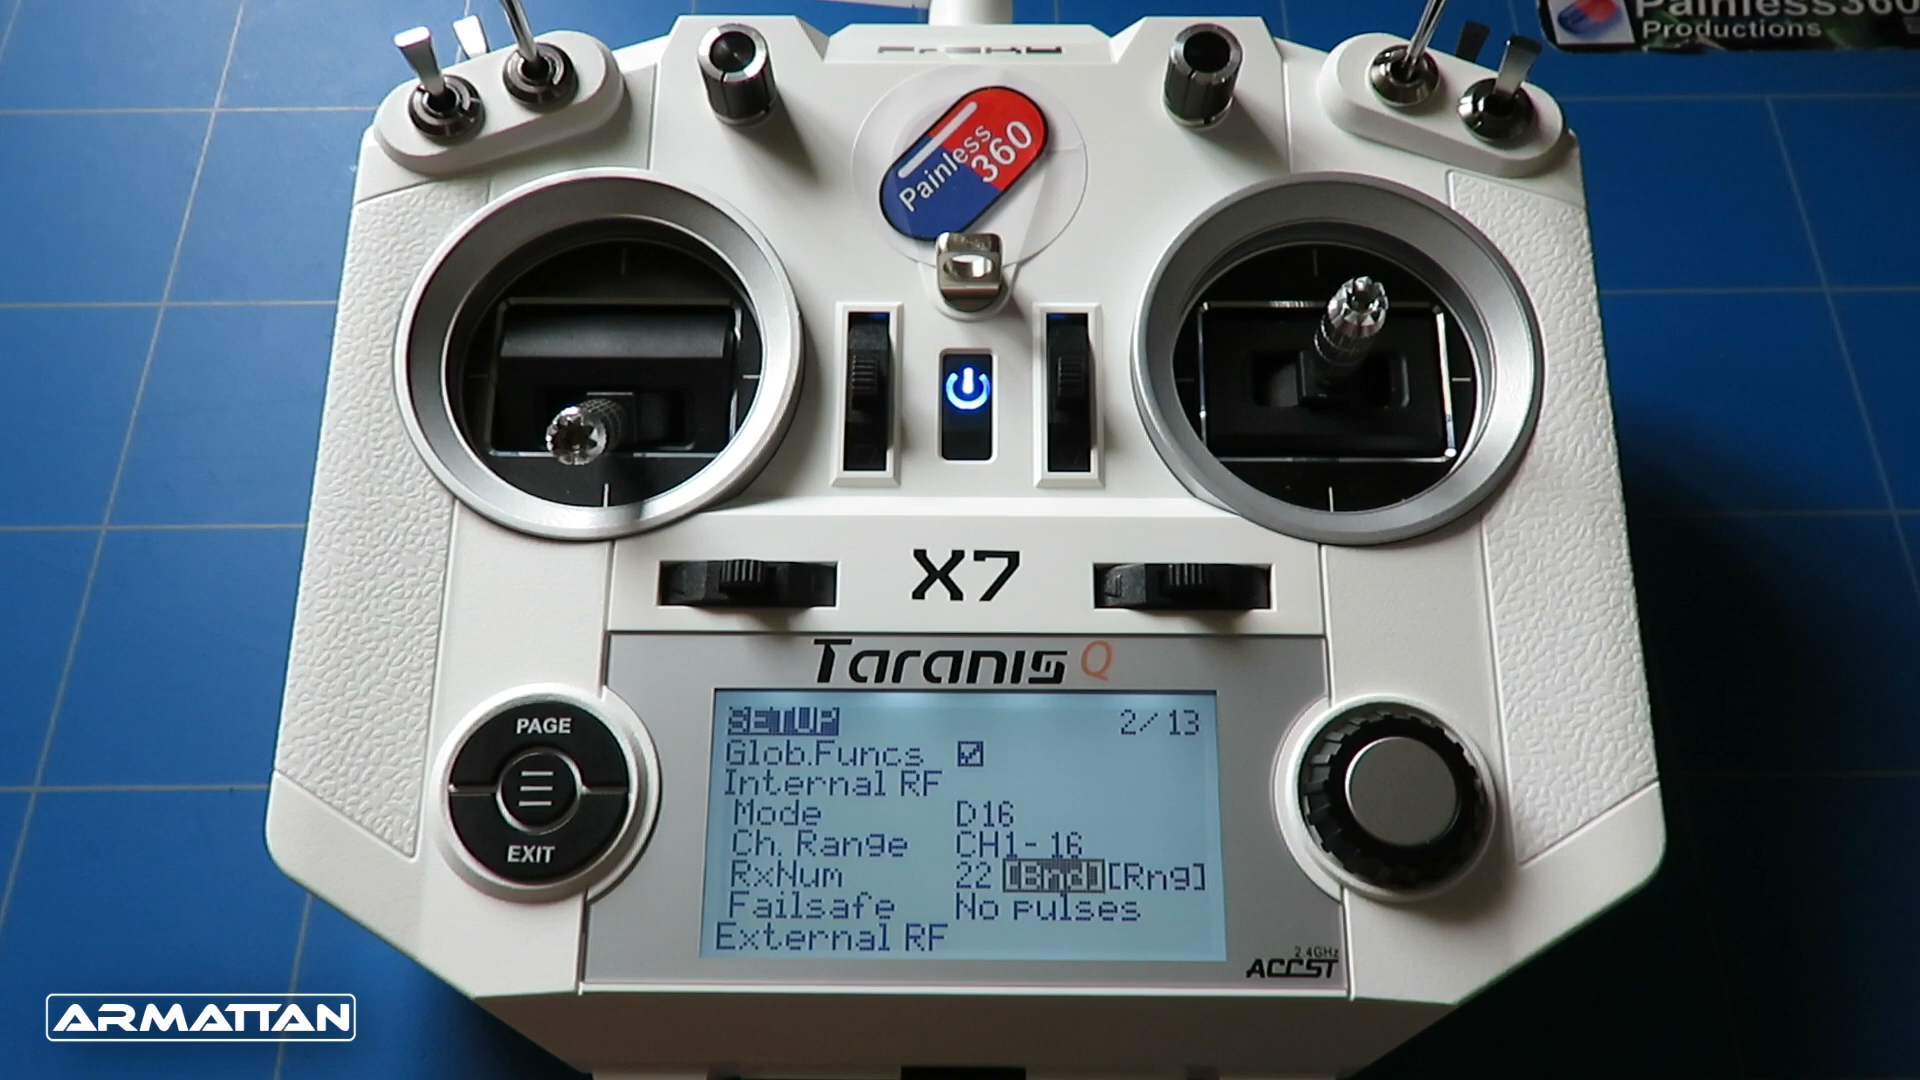 Painless360
Productions
FrSky
Painless
360
X7
Taranis Q
PAGE
EXIT
SETUP 2/13
Glob.Funcs
Internal RF
Mode D16
Ch. Range CH1-16
RxNum 22 [Bnd] [Rng]
Failsafe No pulses
External RF
2.4GHz
ACCST
ARMATTAN